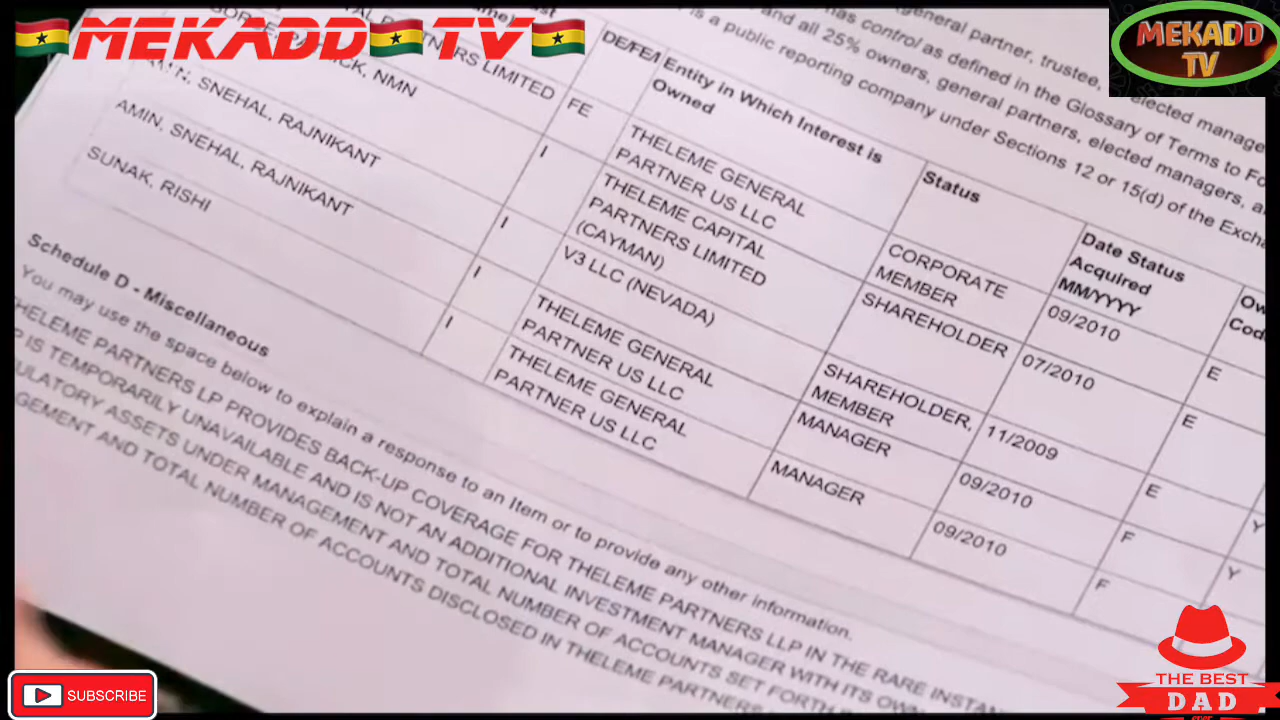 MEKADD TV
MEKADD
TV
general partner, trustee, elected manage
has control as defined in the Glossary of Terms to Fo
and all 25% owners, general partners, elected managers, a
is a public reporting company under Sections 12 or 15(d) of the Excha
DE/FE/I
Entity in Which Interest is
Owned
Status
Date Status
Acquired
MM/YYYY
PARTNERS LIMITED
FE
THELEME GENERAL
PARTNER US LLC
CORPORATE
MEMBER
09/2010
E
NMN
I
THELEME CAPITAL
PARTNERS LIMITED
(CAYMAN)
SHAREHOLDER
07/2010
E
SNEHAL, RAJNIKANT
I
V3 LLC (NEVADA)
SHAREHOLDER,
MEMBER
11/2009
E
Y
AMIN, SNEHAL, RAJNIKANT
I
THELEME GENERAL
PARTNER US LLC
MANAGER
09/2010
F
Y
SUNAK, RISHI
I
THELEME GENERAL
PARTNER US LLC
MANAGER
09/2010
F
Schedule D - Miscellaneous
You may use the space below to explain a response to an Item or to provide any other information.
THELEME PARTNERS LP PROVIDES BACK-UP COVERAGE FOR THELEME PARTNERS LLP IN THE RARE INSTAN
P IS TEMPORARILY UNAVAILABLE AND IS NOT AN ADDITIONAL INVESTMENT MANAGER WITH ITS OWN
ULATORY ASSETS UNDER MANAGEMENT AND TOTAL NUMBER OF ACCOUNTS SET FORTH
GEMENT AND TOTAL NUMBER OF ACCOUNTS DISCLOSED IN THELEME PARTNERS
SUBSCRIBE
THE BEST
DAD